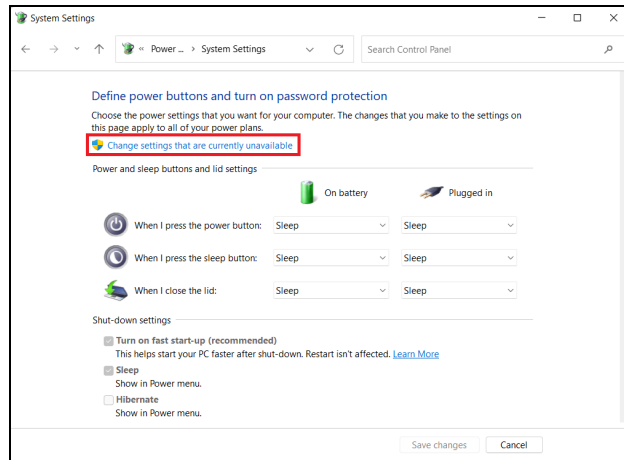 System Settings
« Power ... › System Settings
Search Control Panel
Define power buttons and turn on password protection
Choose the power settings that you want for your computer. The changes that you make to the settings on
this page apply to all of your power plans.
Change settings that are currently unavailable
Power and sleep buttons and lid settings
On battery Plugged in
When I press the power button: Sleep Sleep
When I press the sleep button: Sleep Sleep
When I close the lid: Sleep Sleep
Shut-down settings
Turn on fast start-up (recommended)
This helps start your PC faster after shut-down. Restart isn't affected. Learn More
Sleep
Show in Power menu.
Hibernate
Show in Power menu.
Save changes Cancel